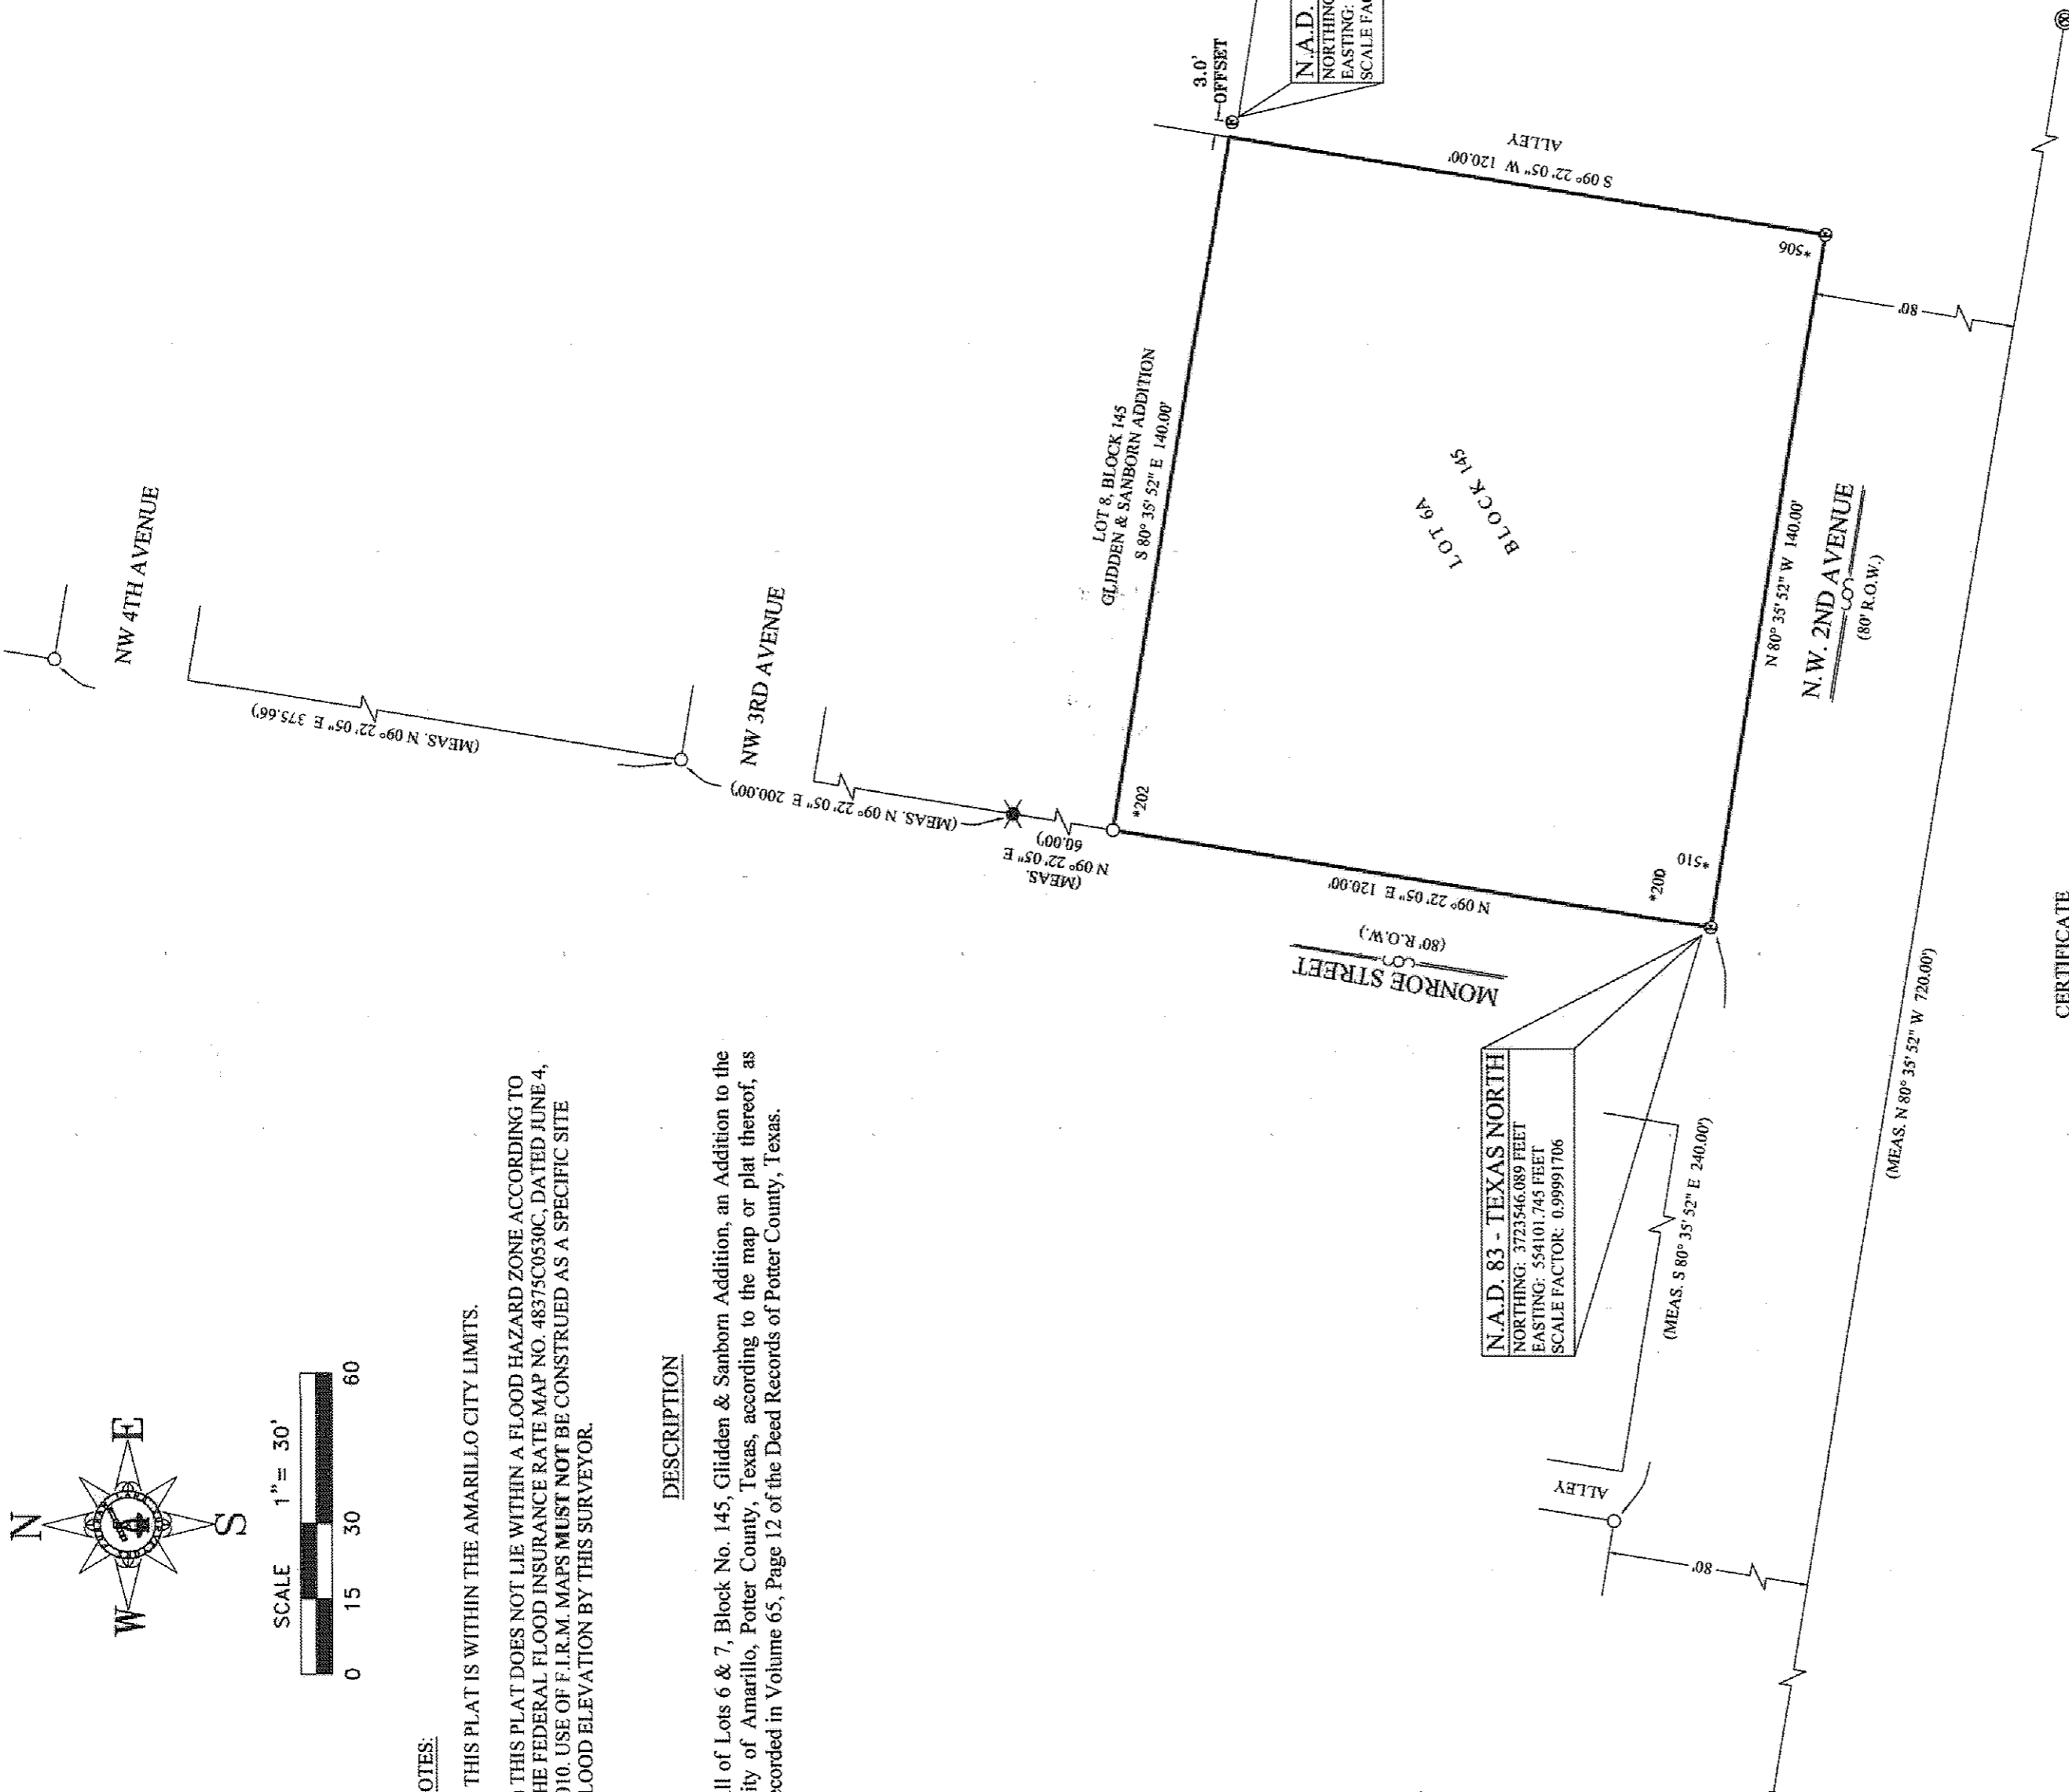 N
W E
S
SCALE 1"= 30'
0 15 30 60
OTES:
THIS PLAT IS WITHIN THE AMARILLO CITY LIMITS.
THIS PLAT DOES NOT LIE WITHIN A FLOOD HAZARD ZONE ACCORDING TO
HE FEDERAL FLOOD INSURANCE RATE MAP NO. 48375C0530C, DATED JUNE 4,
010. USE OF F.I.R.M. MAPS MUST NOT BE CONSTRUED AS A SPECIFIC SITE
LOOD ELEVATION BY THIS SURVEYOR.
DESCRIPTION
ll of Lots 6 & 7, Block No. 145, Glidden & Sanborn Addition, an Addition to the
ity of Amarillo, Potter County, Texas, according to the map or plat thereof, as
ecorded in Volume 65, Page 12 of the Deed Records of Potter County, Texas.
NW 4TH AVENUE
(MEAS. N 09° 22' 05" E 375.66')
NW 3RD AVENUE
(MEAS. N 09° 22' 05" E 200.00')
(MEAS.
N 09° 22' 05" E
60.00')
*202
LOT 8, BLOCK 145
GLIDDEN & SANBORN ADDITION
S 80° 35' 52" E 140.00'
3.0'
OFFSET
N.A.D.
NORTHING
EASTING:
SCALE FAC
ALLEY
S 09° 22' 05" W 120.00'
*506
LOT 6A
BLOCK 145
N 09° 22' 05" E 120.00'
(80' R.O.W.)
MONROE STREET
*200
*510
N 80° 35' 52" W 140.00'
N.W. 2ND AVENUE
(80' R.O.W.)
80'
N.A.D. 83 - TEXAS NORTH
NORTHING: 3723546.089 FEET
EASTING: 554101.745 FEET
SCALE FACTOR: 0.99991706
(MEAS. S 80° 35' 52" E 240.00')
ALLEY
80'
(MEAS. N 80° 35' 52" W 720.00')
CERTIFICATE